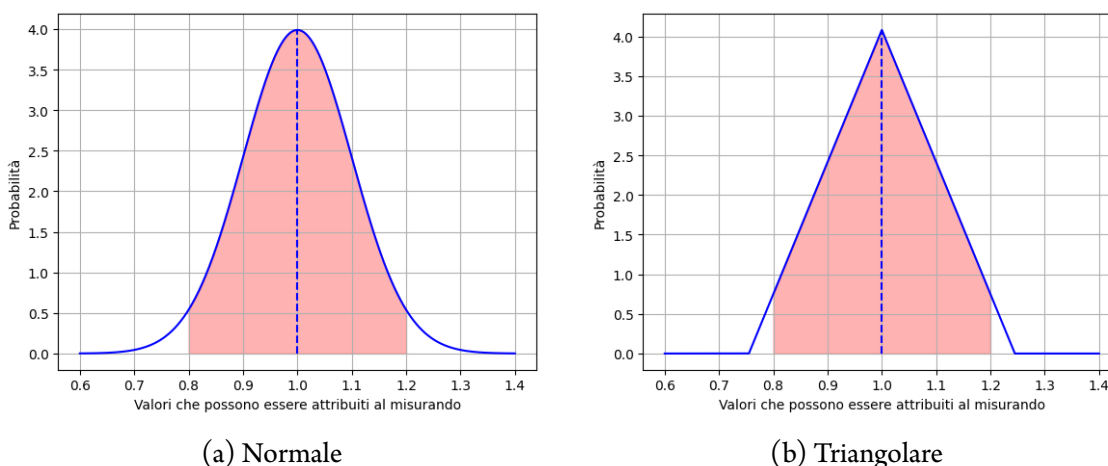 4.0
3.5
3.0
2.5
2.0
1.5
1.0
0.5
0.0
Probabilità
0.6 0.7 0.8 0.9 1.0 1.1 1.2 1.3 1.4
Valori che possono essere attribuiti al misurando
(a) Normale
4.0
3.5
3.0
2.5
2.0
1.5
1.0
0.5
0.0
Probabilità
0.6 0.7 0.8 0.9 1.0 1.1 1.2 1.3 1.4
Valori che possono essere attribuiti al misurando
(b) Triangolare